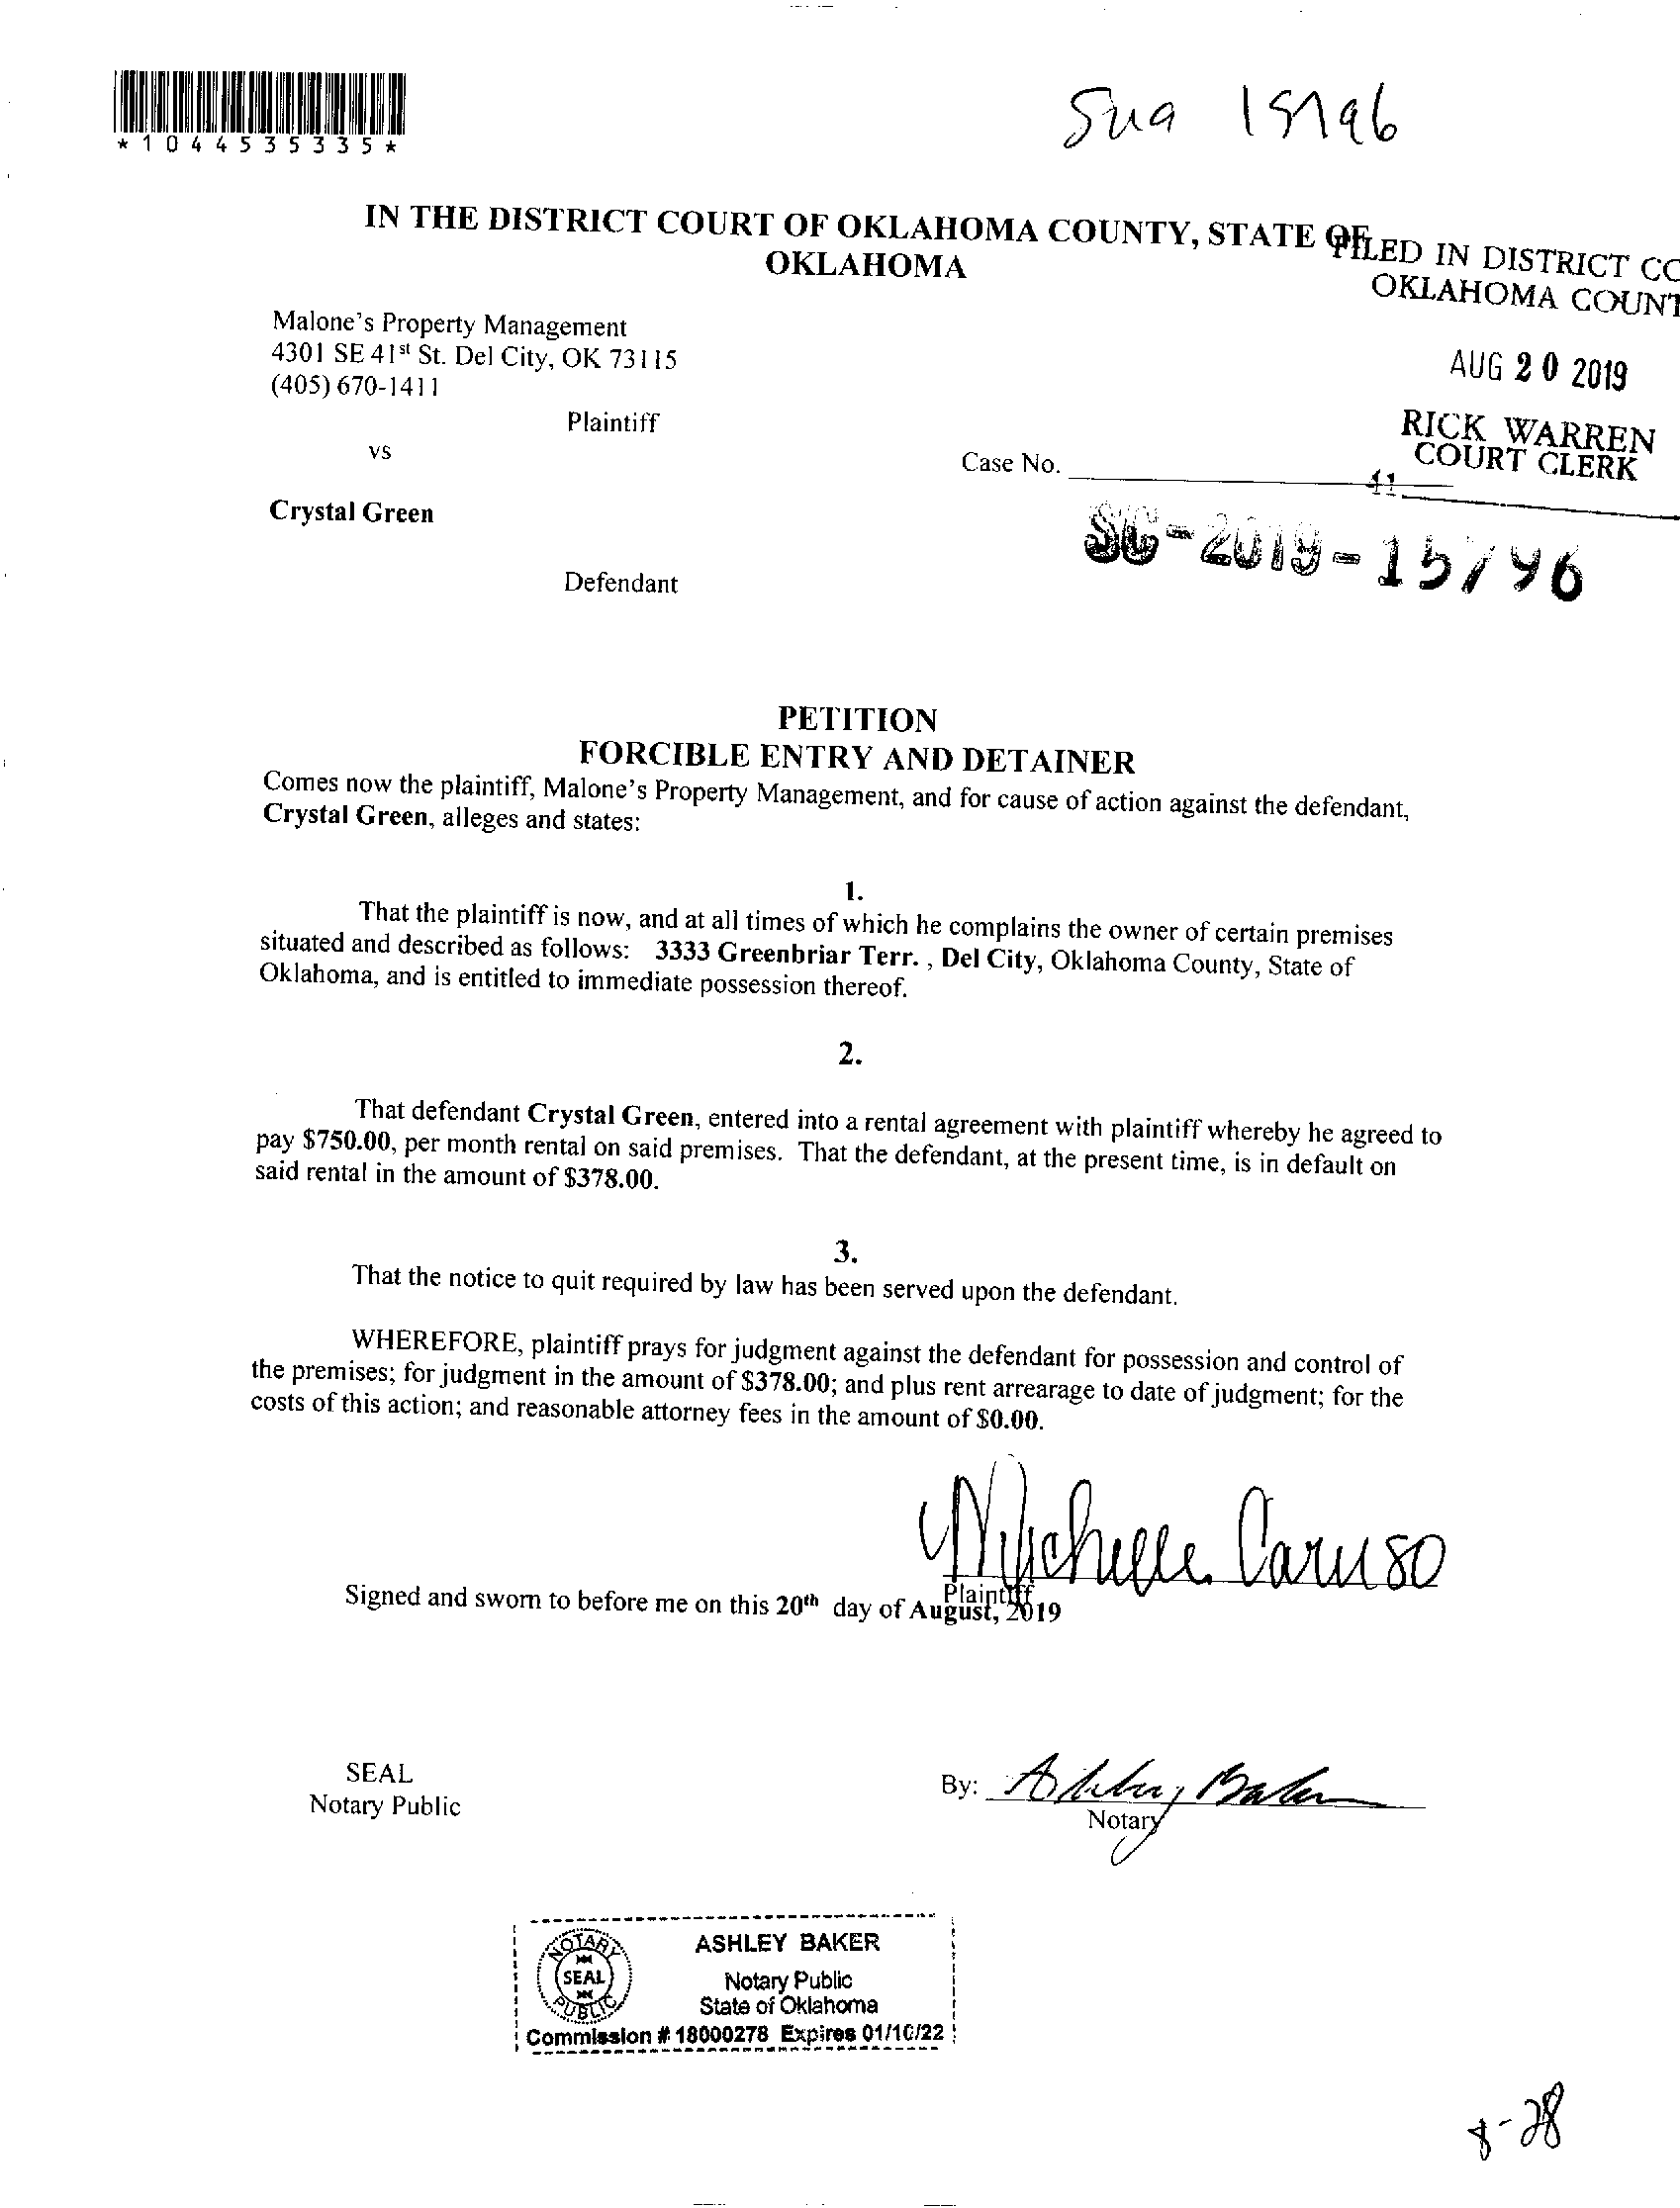 *1044535335*
IN THE DISTRICT COURT OF OKLAHOMA COUNTY, STATE OF
OKLAHOMA
FILED IN DISTRICT CO
OKLAHOMA COUNT
AUG 20 2019
RICK WARREN
COURT CLERK
41
Malone's Property Management
4301 SE 41st St. Del City, OK 73115
(405) 670-1411
Plaintiff
vs
Case No.
SC-2019-15796
Crystal Green
Defendant
PETITION
FORCIBLE ENTRY AND DETAINER
Comes now the plaintiff, Malone's Property Management, and for cause of action against the defendant,
Crystal Green, alleges and states:
1.
That the plaintiff is now, and at all times of which he complains the owner of certain premises
situated and described as follows: 3333 Greenbriar Terr. , Del City, Oklahoma County, State of
Oklahoma, and is entitled to immediate possession thereof.
2.
That defendant Crystal Green, entered into a rental agreement with plaintiff whereby he agreed to
pay $750.00, per month rental on said premises. That the defendant, at the present time, is in default on
said rental in the amount of $378.00.
3.
That the notice to quit required by law has been served upon the defendant.
WHEREFORE, plaintiff prays for judgment against the defendant for possession and control of
the premises; for judgment in the amount of $378.00; and plus rent arrearage to date of judgment; for the
costs of this action; and reasonable attorney fees in the amount of $0.00.
Michelle Caruso
Plaintiff
Signed and sworn to before me on this 20th day of August, 2019
SEAL
Notary Public
By: Ashley Baker
Notary
NOTARY
SEAL
PUBLIC
ASHLEY BAKER
Notary Public
State of Oklahoma
Commission # 18000278 Expires 01/10/22
8-28